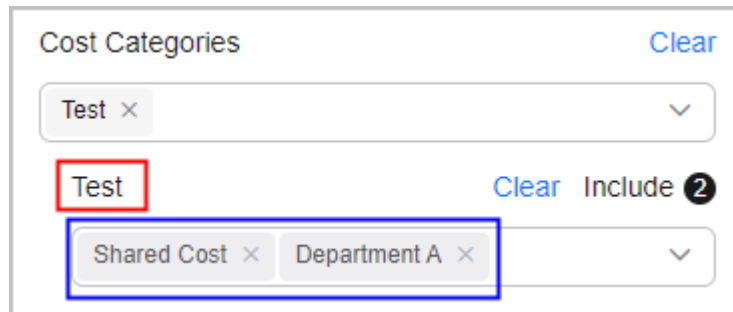 Cost Categories Clear
Test ×
Test Clear Include 2
Shared Cost × Department A ×